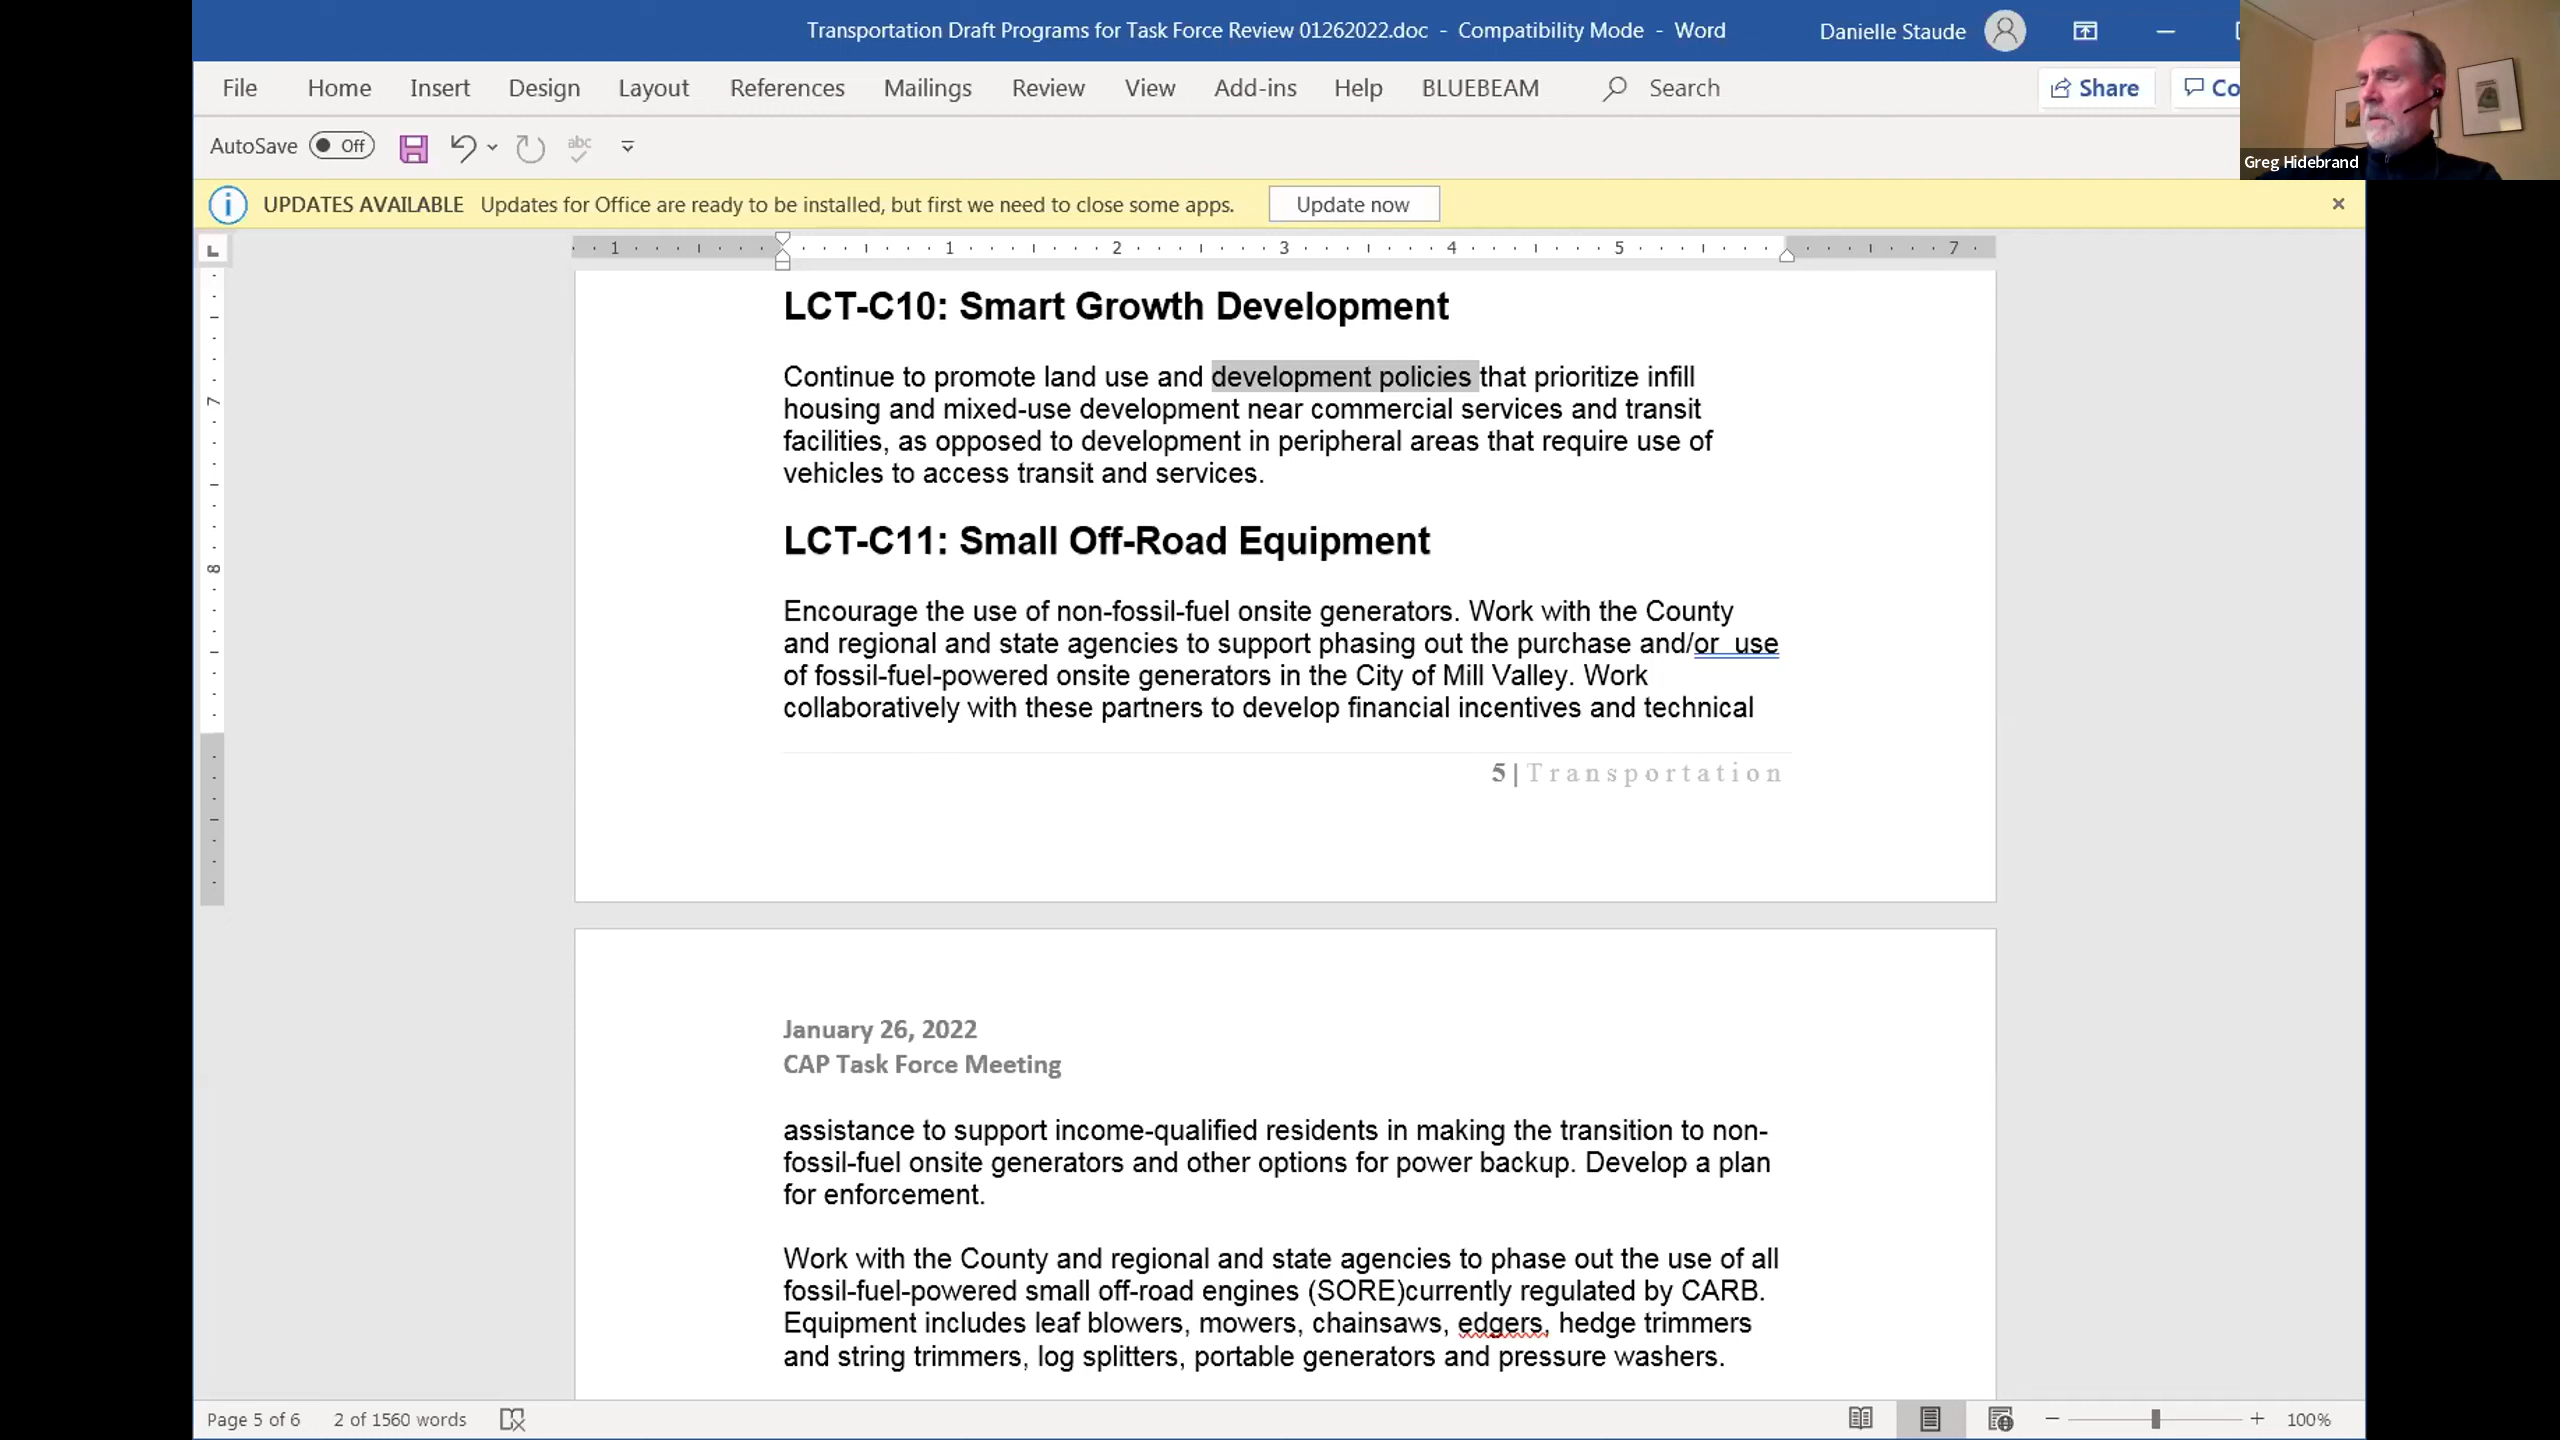 Transportation Draft Programs for Task Force Review 01262022.doc - Compatibility Mode - Word
Danielle Staude
File Home Insert Design Layout References Mailings Review View Add-ins Help BLUEBEAM Search
Share Co
AutoSave Off abc
Greg Hidebrand
UPDATES AVAILABLE Updates for Office are ready to be installed, but first we need to close some apps. Update now
1 1 2 3 4 5 7
LCT-C10: Smart Growth Development
Continue to promote land use and development policies that prioritize infill
housing and mixed-use development near commercial services and transit
facilities, as opposed to development in peripheral areas that require use of
vehicles to access transit and services.
LCT-C11: Small Off-Road Equipment
Encourage the use of non-fossil-fuel onsite generators. Work with the County
and regional and state agencies to support phasing out the purchase and/or  use
of fossil-fuel-powered onsite generators in the City of Mill Valley. Work
collaboratively with these partners to develop financial incentives and technical
5 | Transportation
7
8
January 26, 2022
CAP Task Force Meeting
assistance to support income-qualified residents in making the transition to non-
fossil-fuel onsite generators and other options for power backup. Develop a plan
for enforcement.
Work with the County and regional and state agencies to phase out the use of all
fossil-fuel-powered small off-road engines (SORE)currently regulated by CARB.
Equipment includes leaf blowers, mowers, chainsaws, edgers, hedge trimmers
and string trimmers, log splitters, portable generators and pressure washers.
Page 5 of 6 2 of 1560 words 100%